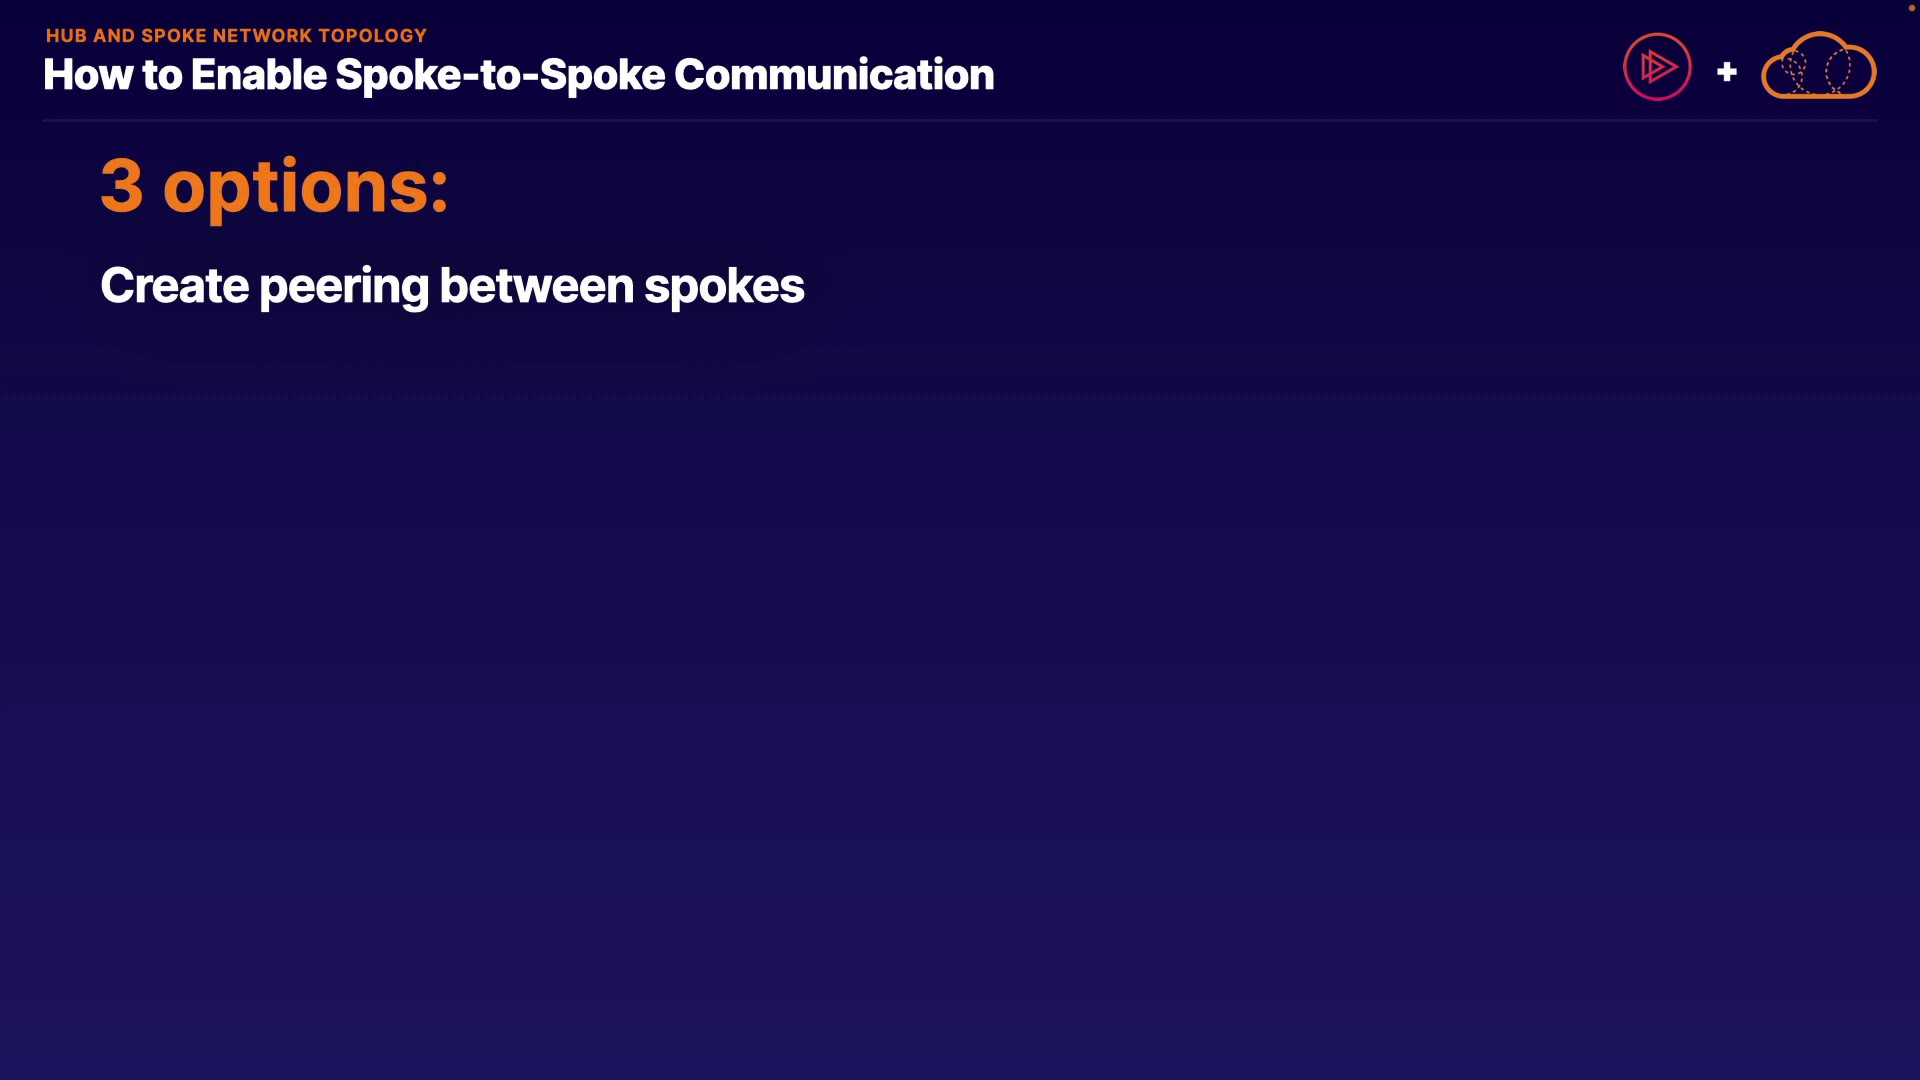 HUB AND SPOKE NETWORK TOPOLOGY
How to Enable Spoke-to-Spoke Communication
+
3 options:
Create peering between spokes